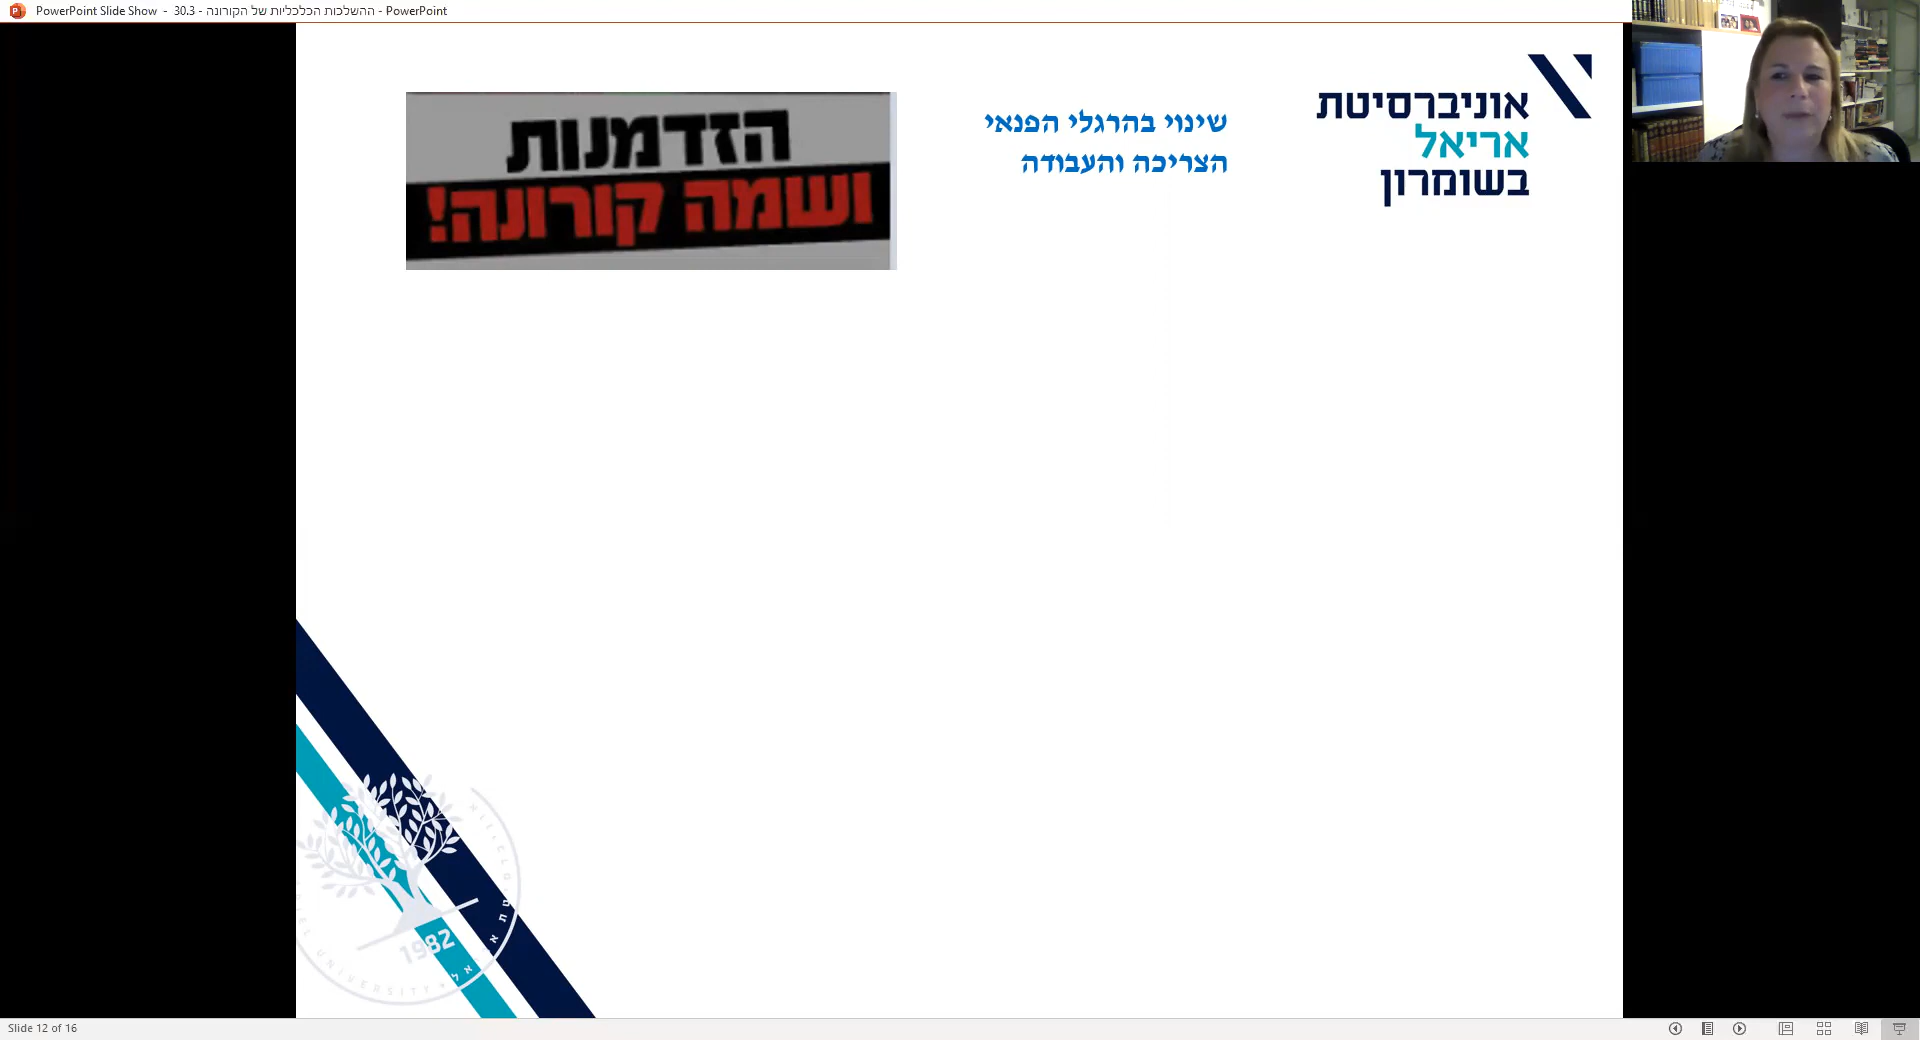 PowerPoint Slide Show - 30.3 - ההשלכות הכלכליות של הקורונה - PowerPoint
אוניברסיטת
אריאל
בשומרון
שינוי בהרגלי הפנאי
הצריכה והעבודה
הזדמנות
ושמה קורונה!
1982
UNIVERSITY
Slide 12 of 16